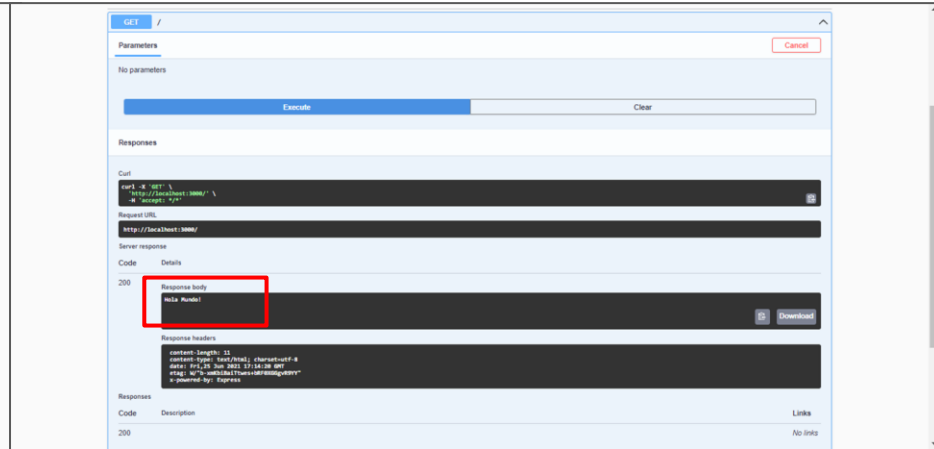 GET /
Parameters
Cancel
No parameters
Execute
Clear
Responses
Curl
curl -X 'GET' \
'http://localhost:3000/' \
-H 'accept: */*'
Request URL
http://localhost:3000/
Server response
Code Details
200
Response body
Hola Mundo!
Download
Response headers
content-length: 11
content-type: text/html; charset=utf-8
date: Fri,25 Jun 2021 17:14:20 GMT
x-powered-by: Express
Responses
Code Description Links
200 No links